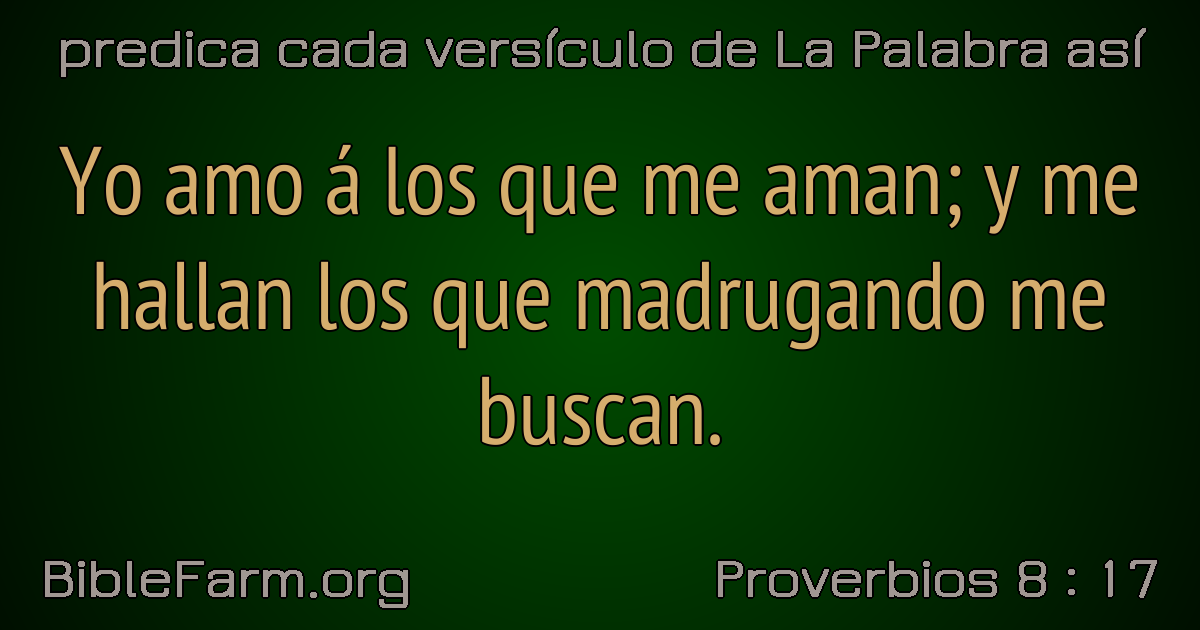 predica cada versículo de La Palabra así
Yo amo á los que me aman; y me
hallan los que madrugando me
buscan.
BibleFarm.org
Proverbios 8 : 17